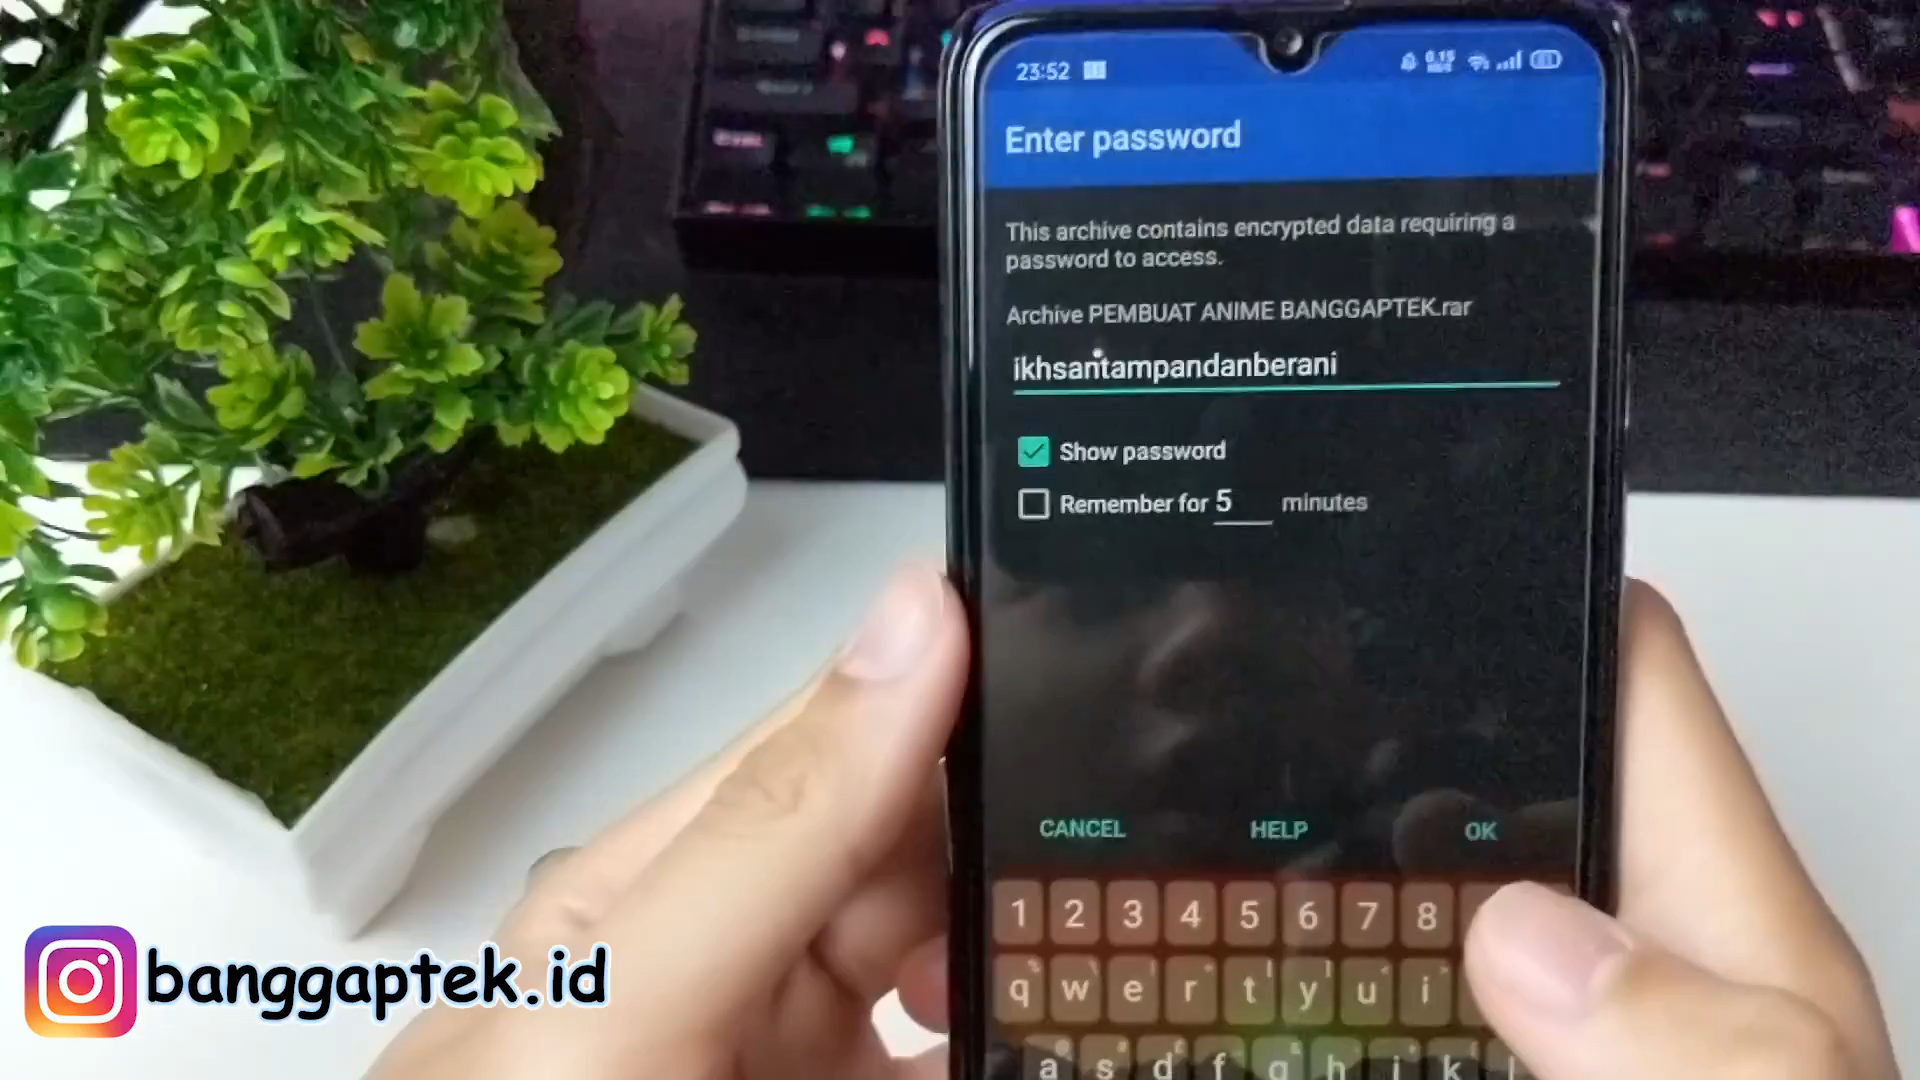 23:52
0.15
Enter password
This archive contains encrypted data requiring a
password to access.
Archive PEMBUAT ANIME BANGGAPTEK.rar
ikhsantampandanberani
Show password
Remember for 5 minutes
CANCEL HELP OK
1 2 3 4 5 6 7 8
q w e r t y u i
a s d f g h j k l
banggaptek.id